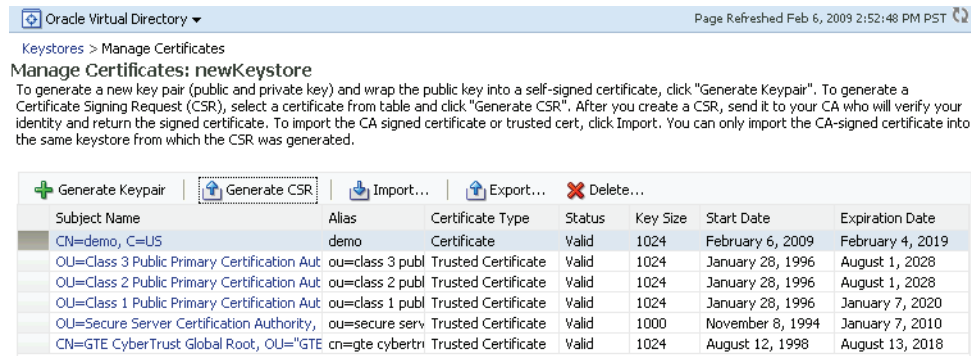 Oracle Virtual Directory
Page Refreshed Feb 6, 2009 2:52:48 PM PST
Keystores > Manage Certificates
Manage Certificates: newKeystore
To generate a new key pair (public and private key) and wrap the public key into a self-signed certificate, click "Generate Keypair". To generate a
Certificate Signing Request (CSR), select a certificate from table and click "Generate CSR". After you create a CSR, send it to your CA who will verify your
identity and return the signed certificate. To import the CA signed certificate or trusted cert, click Import. You can only import the CA-signed certificate into
the same keystore from which the CSR was generated.
Generate Keypair Generate CSR Import... Export... Delete...
Subject Name Alias Certificate Type Status Key Size Start Date Expiration Date
CN=demo, C=US demo Certificate Valid 1024 February 6, 2009 February 4, 2019
OU=Class 3 Public Primary Certification Aut ou=class 3 publ Trusted Certificate Valid 1024 January 28, 1996 August 1, 2028
OU=Class 2 Public Primary Certification Aut ou=class 2 publ Trusted Certificate Valid 1024 January 28, 1996 August 1, 2028
OU=Class 1 Public Primary Certification Aut ou=class 1 publ Trusted Certificate Valid 1024 January 28, 1996 January 7, 2020
OU=Secure Server Certification Authority, ou=secure serv Trusted Certificate Valid 1000 November 8, 1994 January 7, 2010
CN=GTE CyberTrust Global Root, OU="GTE cn=gte cybertru Trusted Certificate Valid 1024 August 12, 1998 August 13, 2018